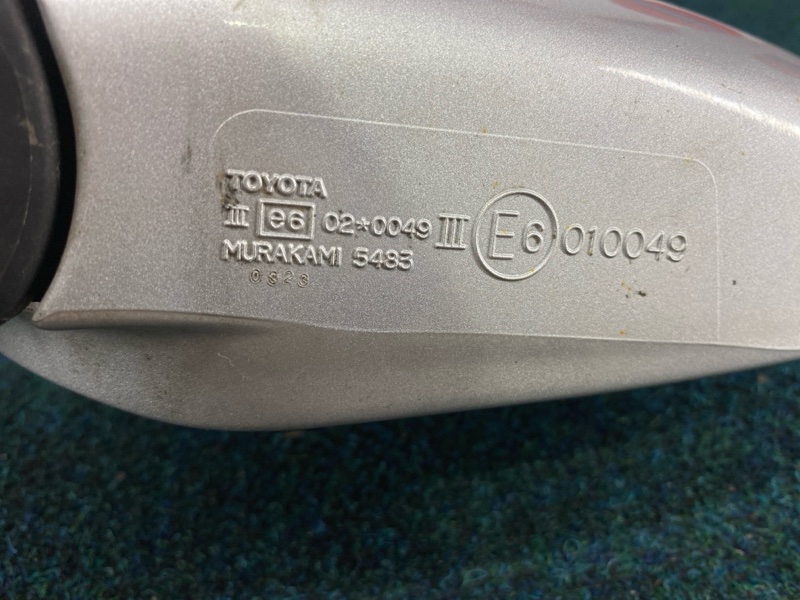 TOYOTA
III e6 02*0049 III E6 010049
MURAKAMI 5483
0323